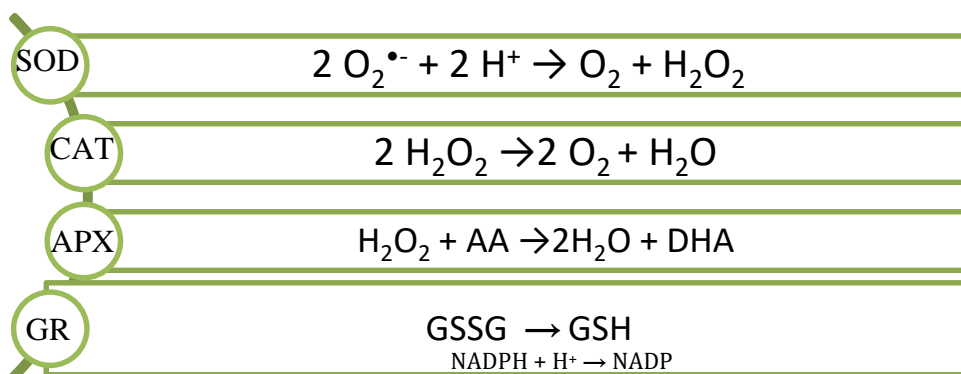 SOD
2 O₂•⁻ + 2 H⁺ → O₂ + H₂O₂
CAT
2 H₂O₂ →2 O₂ + H₂O
APX
H₂O₂ + AA →2H₂O + DHA
GR
GSSG → GSH
NADPH + H⁺ → NADP